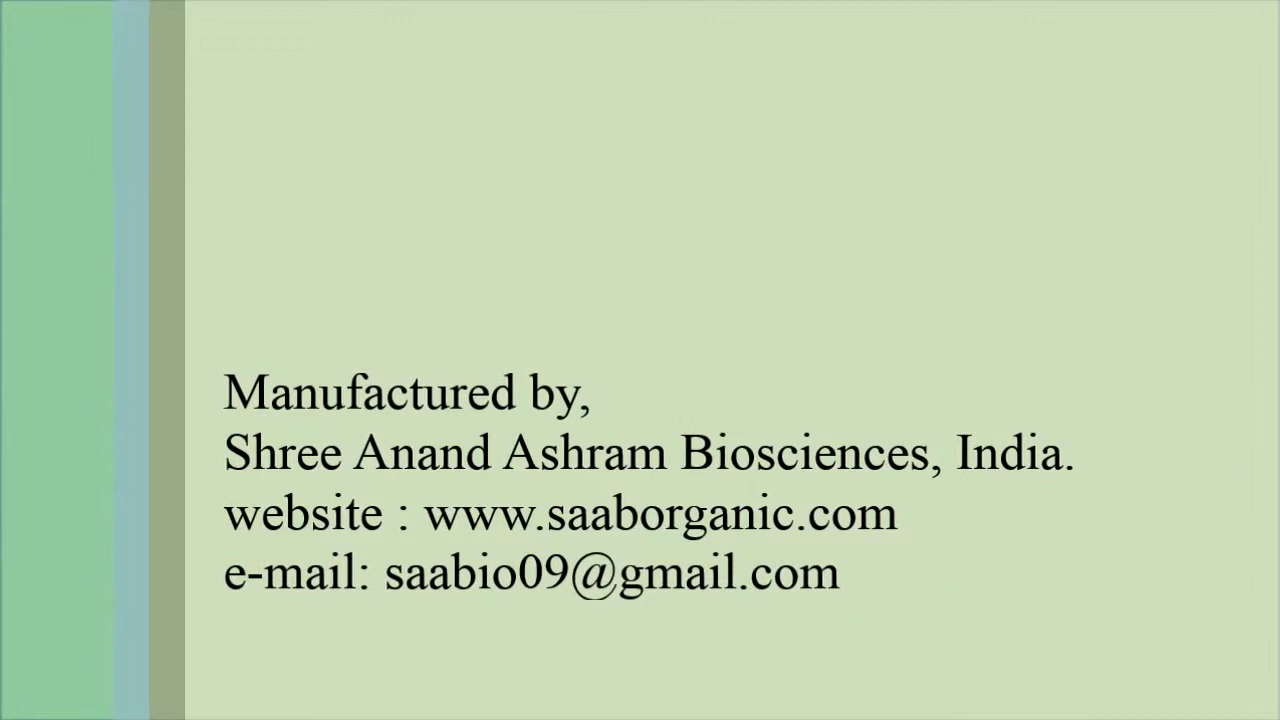 Manufactured by,
Shree Anand Ashram Biosciences, India.
website : www.saaborganic.com
e-mail: saabio09@gmail.com